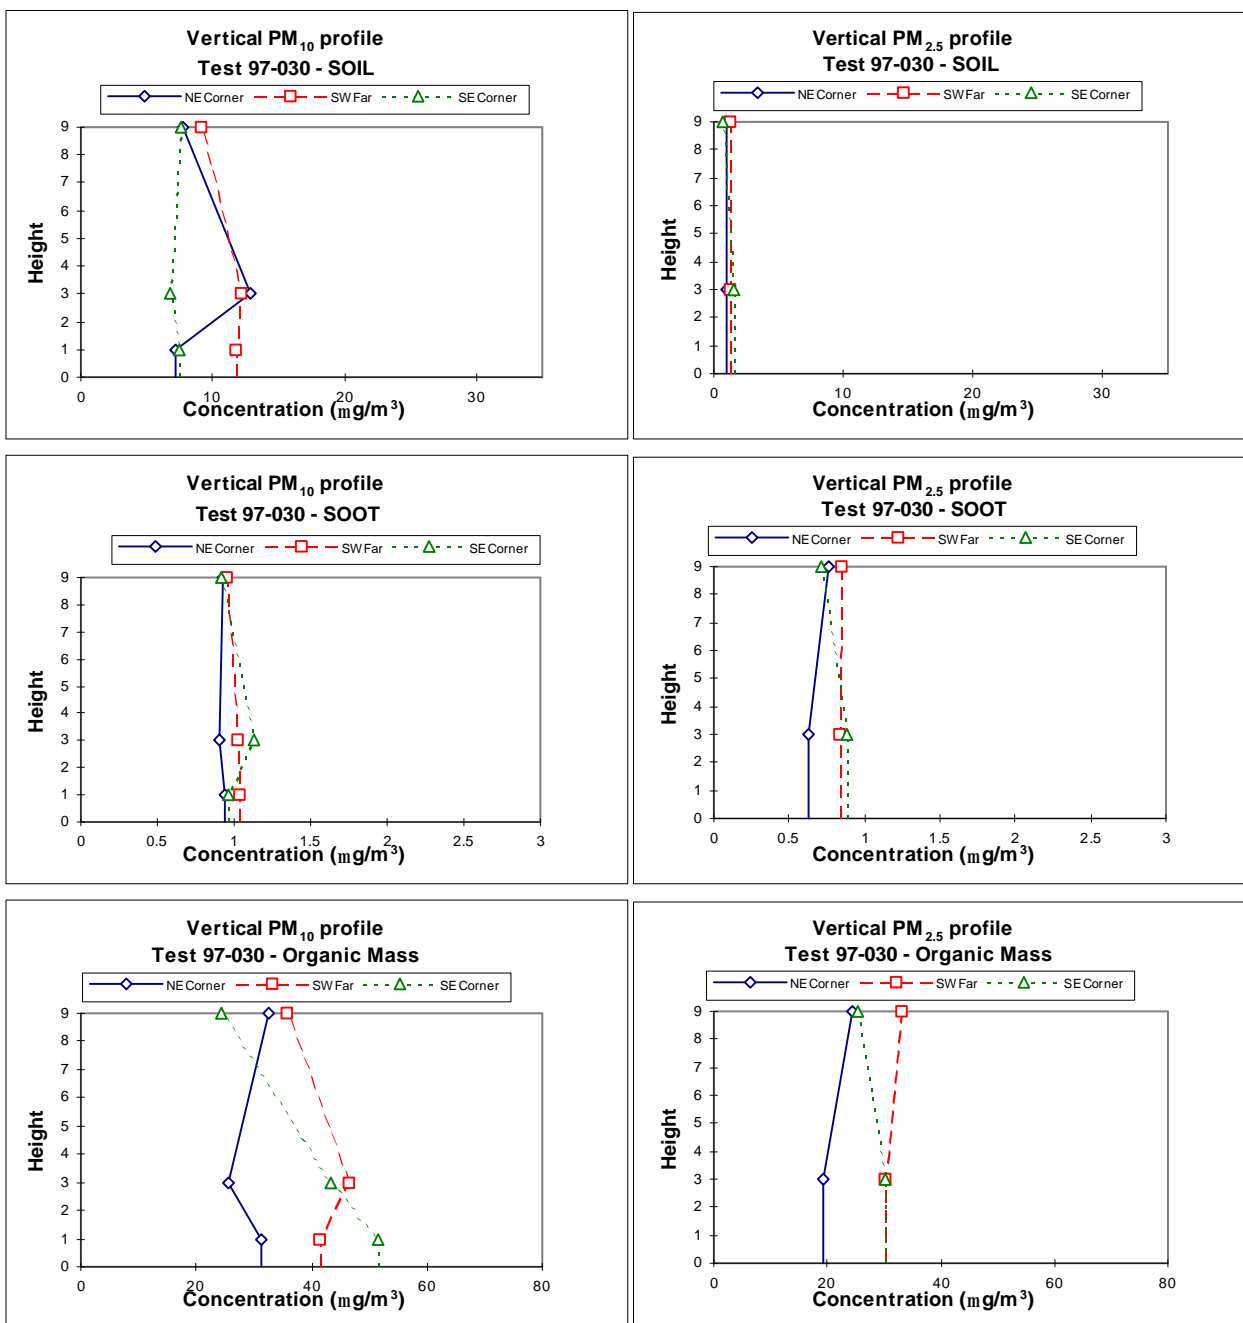 Vertical PM10 profile
Test 97-030 - SOIL
NE Corner SW Far SE Corner
9
8
7
6
5
4
3
2
1
0
Height
0 10 20 30
Concentration (mg/m3)
Vertical PM2.5 profile
Test 97-030 - SOIL
NE Corner SW Far SE Corner
9
8
7
6
5
4
3
2
1
0
Height
0 10 20 30
Concentration (mg/m3)
Vertical PM10 profile
Test 97-030 - SOOT
NE Corner SW Far SE Corner
9
8
7
6
5
4
3
2
1
0
Height
0 0.5 1 1.5 2 2.5 3
Concentration (mg/m3)
Vertical PM2.5 profile
Test 97-030 - SOOT
NE Corner SW Far SE Corner
9
8
7
6
5
4
3
2
1
0
Height
0 0.5 1 1.5 2 2.5 3
Concentration (mg/m3)
Vertical PM10 profile
Test 97-030 - Organic Mass
NE Corner SW Far SE Corner
9
8
7
6
5
4
3
2
1
0
Height
0 20 40 60 80
Concentration (mg/m3)
Vertical PM2.5 profile
Test 97-030 - Organic Mass
NE Corner SW Far SE Corner
9
8
7
6
5
4
3
2
1
0
Height
0 20 40 60 80
Concentration (mg/m3)